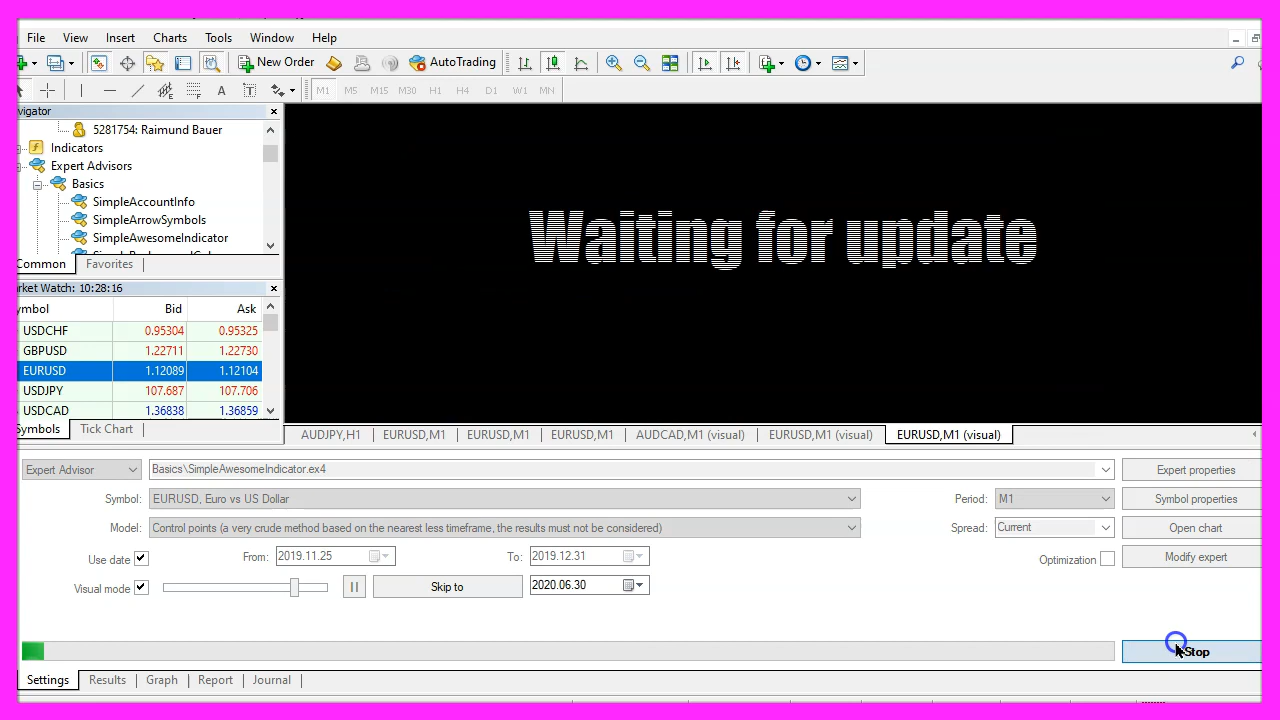 File View Insert Charts Tools Window Help
New Order AutoTrading
A T M1 M5 M15 M30 H1 H4 D1 W1 MN
vigator
5281754: Raimund Bauer
Indicators
Expert Advisors
Basics
SimpleAccountInfo
SimpleArrowSymbols
SimpleAwesomeIndicator
Common Favorites
Waiting for update
arket Watch: 10:28:16
ymbol Bid Ask
USDCHF 0.95304 0.95325
GBPUSD 1.22711 1.22730
EURUSD 1.12089 1.12104
USDJPY 107.687 107.706
USDCAD 1.36838 1.36859
Symbols Tick Chart
AUDJPY,H1 EURUSD,M1 EURUSD,M1 EURUSD,M1 AUDCAD,M1 (visual) EURUSD,M1 (visual) EURUSD,M1 (visual)
Expert Advisor Basics\SimpleAwesomeIndicator.ex4 Expert properties
Symbol: EURUSD, Euro vs US Dollar Period: M1 Symbol properties
Model: Control points (a very crude method based on the nearest less timeframe, the results must not be considered) Spread: Current Open chart
Use date From: 2019.11.25 To: 2019.12.31 Optimization Modify expert
Visual mode Skip to 2020.06.30
Stop
Settings Results Graph Report Journal